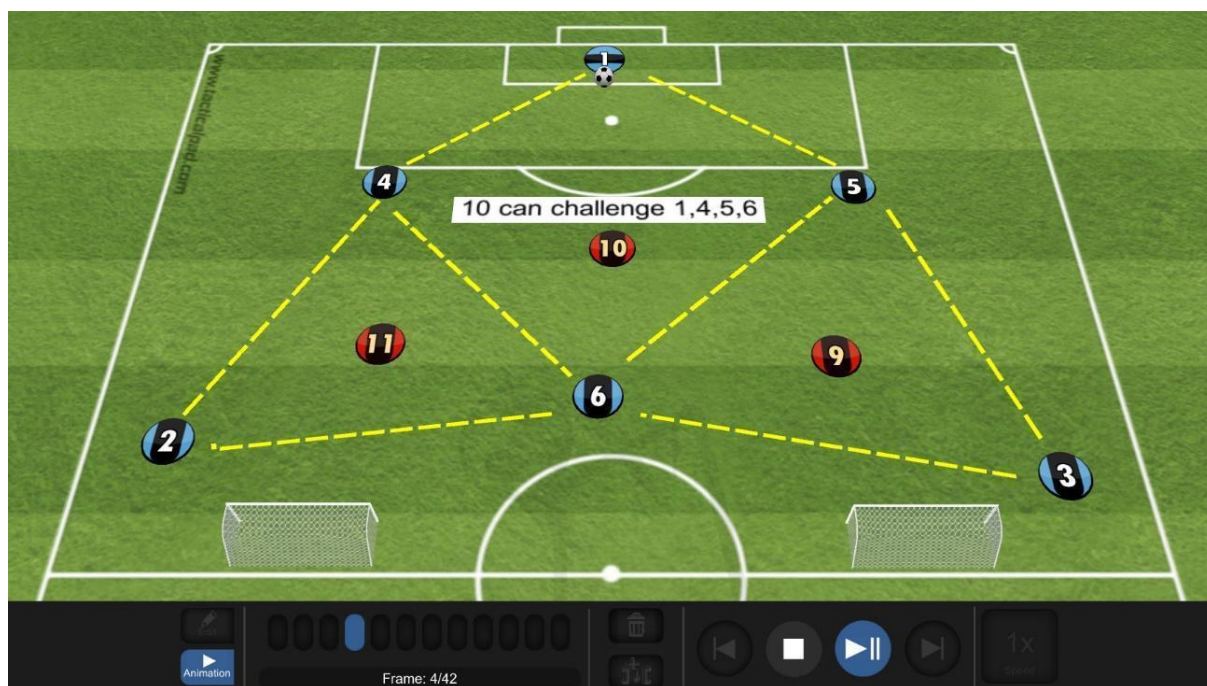 1
www.tacticalpad.com
4
5
10 can challenge 1,4,5,6
10
11
9
6
2
3
Edit
Animation
Frame: 4/42
1x
Speed